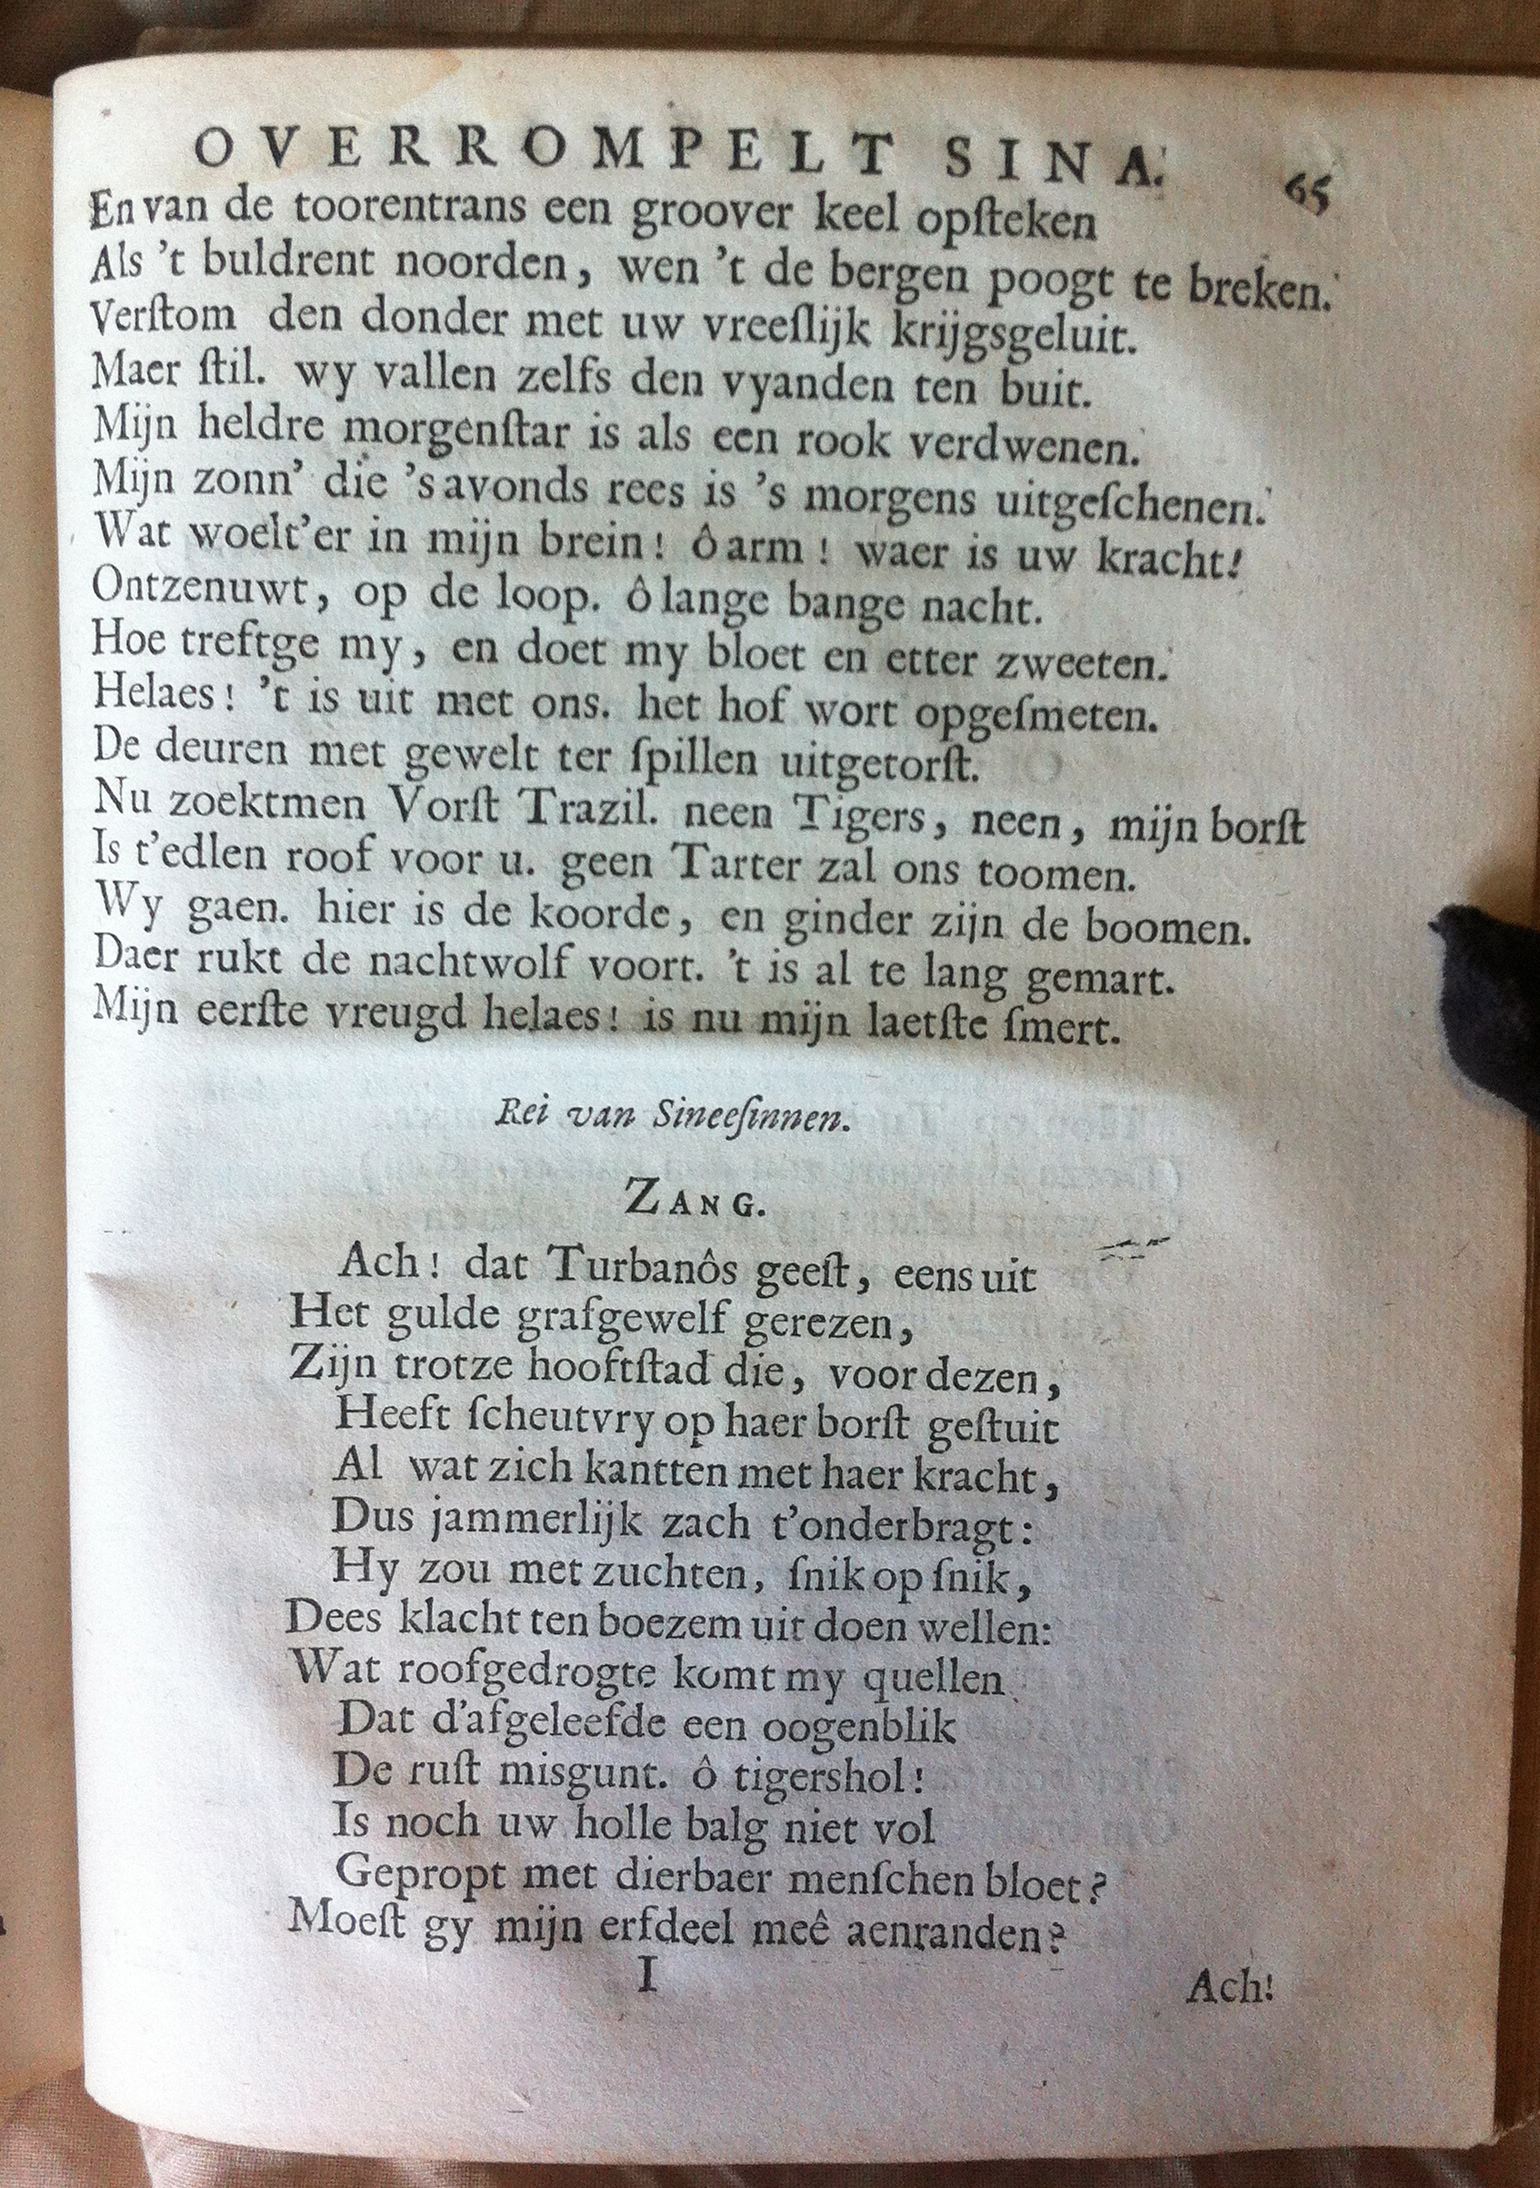 OVERROMPELT SINA. 65
En van de toorentrans een groover keel opſteken
Als 't buldrent noorden, wen 't de bergen poogt te breken.
Verſtom den donder met uw vreeſlijk krijgsgeluit.
Maer ſtil. wy vallen zelfs den vyanden ten buit.
Mijn heldre morgenſtar is als een rook verdwenen.
Mijn zonn' die 's avonds rees is 's morgens uitgeſchenen.
Wat woelt'er in mijn brein! ô arm! waer is uw kracht!
Ontzenuwt, op de loop. ô lange bange nacht.
Hoe treftge my, en doet my bloet en etter zweeten.
Helaes! 't is uit met ons. het hof wort opgeſmeten.
De deuren met gewelt ter ſpillen uitgetorſt.
Nu zoektmen Vorſt Trazil. neen Tigers, neen, mijn borſt
Is t'edlen roof voor u. geen Tarter zal ons toomen.
Wy gaen. hier is de koorde, en ginder zijn de boomen.
Daer rukt de nachtwolf voort. 't is al te lang gemart.
Mijn eerſte vreugd helaes! is nu mijn laetſte ſmert.
Rei van Sineeſinnen.
ZANG.
Ach! dat Turbanôs geeſt, eens uit
Het gulde grafgewelf gerezen,
Zijn trotze hooftſtad die, voor dezen,
Heeft ſcheutvry op haer borſt geſtuit
Al wat zich kantten met haer kracht,
Dus jammerlijk zach t'onderbragt:
Hy zou met zuchten, ſnik op ſnik,
Dees klacht ten boezem uit doen wellen:
Wat roofgedrogte komt my quellen
Dat d'afgeleefde een oogenblik
De ruſt misgunt. ô tigershol!
Is noch uw holle balg niet vol
Gepropt met dierbaer menſchen bloet?
Moeſt gy mijn erfdeel meê aenranden?
I Ach!